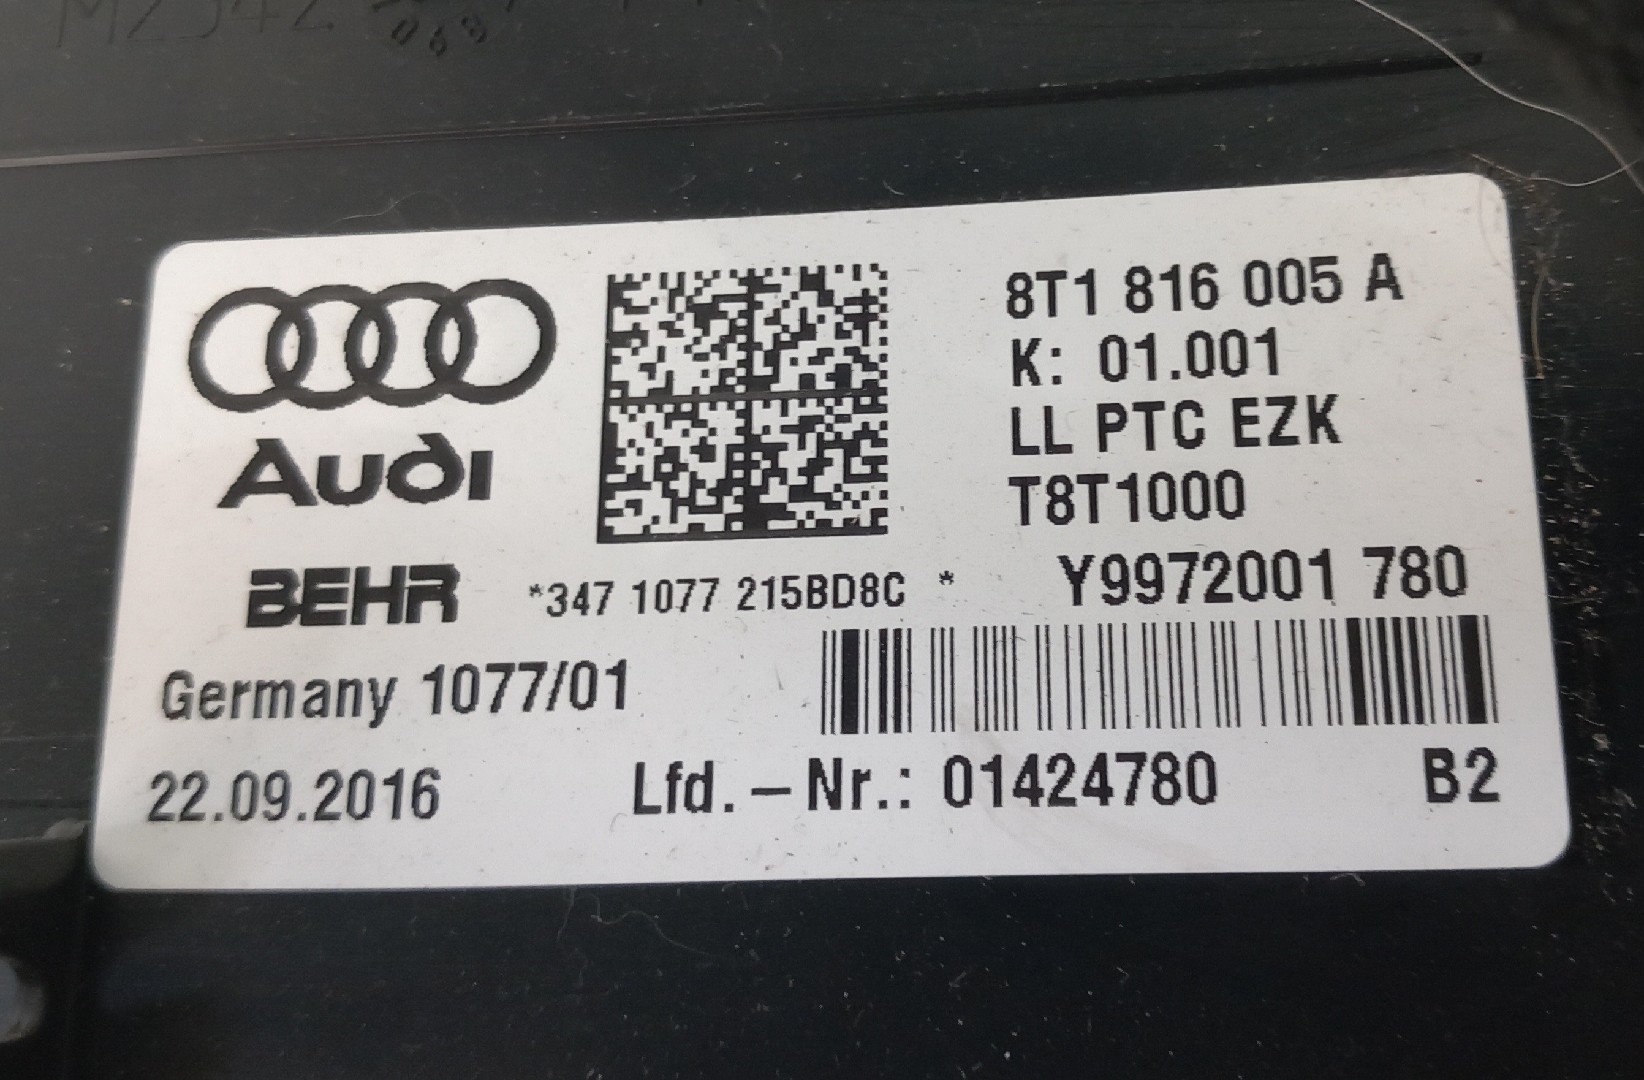 068
Audi
8T1 816 005 A
K: 01.001
LL PTC EZK
T8T1000
BEHR *347 1077 215BD8C * Y9972001 780
Germany 1077/01
22.09.2016 Lfd.-Nr.: 01424780 B2